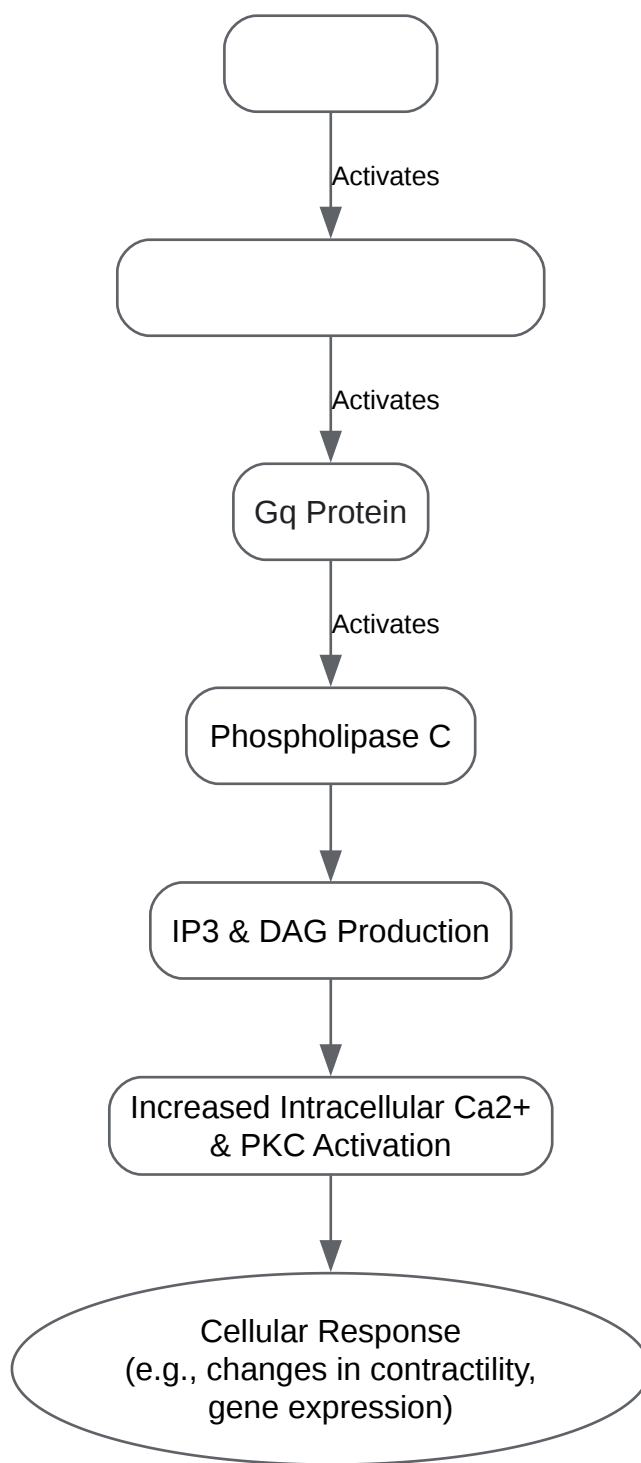 Activates
Activates
Gq Protein
Activates
Phospholipase C
IP3 & DAG Production
Increased Intracellular Ca2+
& PKC Activation
Cellular Response
(e.g., changes in contractility,
gene expression)